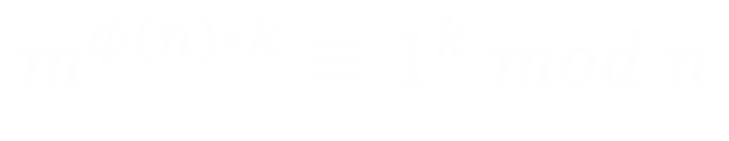 m^{ϕ(n)*k} ≡ 1^k mod n